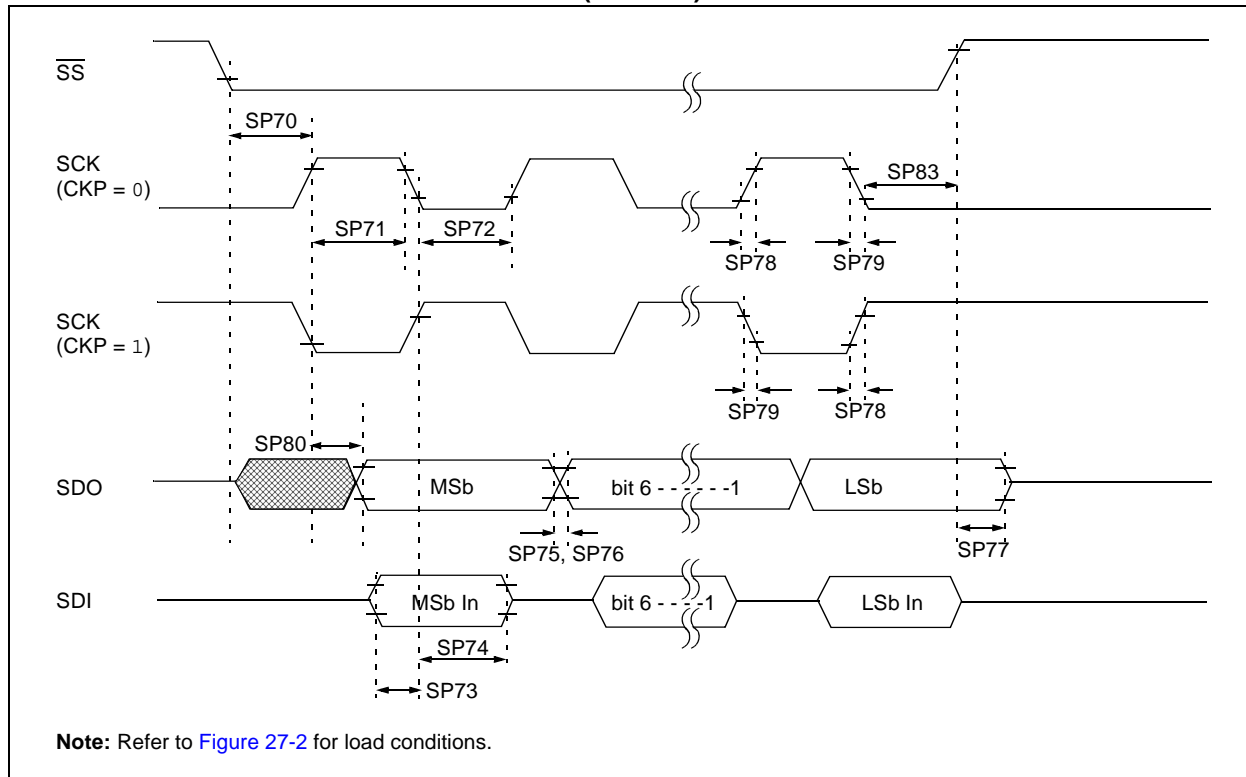 SS
SP70
SCK
(CKP = 0)
SP83
SP71
SP72
SP78
SP79
SCK
(CKP = 1)
SP79
SP78
SP80
SDO
MSb
bit 6 - - - - - -1
LSb
SP75, SP76
SP77
SDI
MSb In
bit 6 - - - -1
LSb In
SP74
SP73
Note: Refer to Figure 27-2 for load conditions.